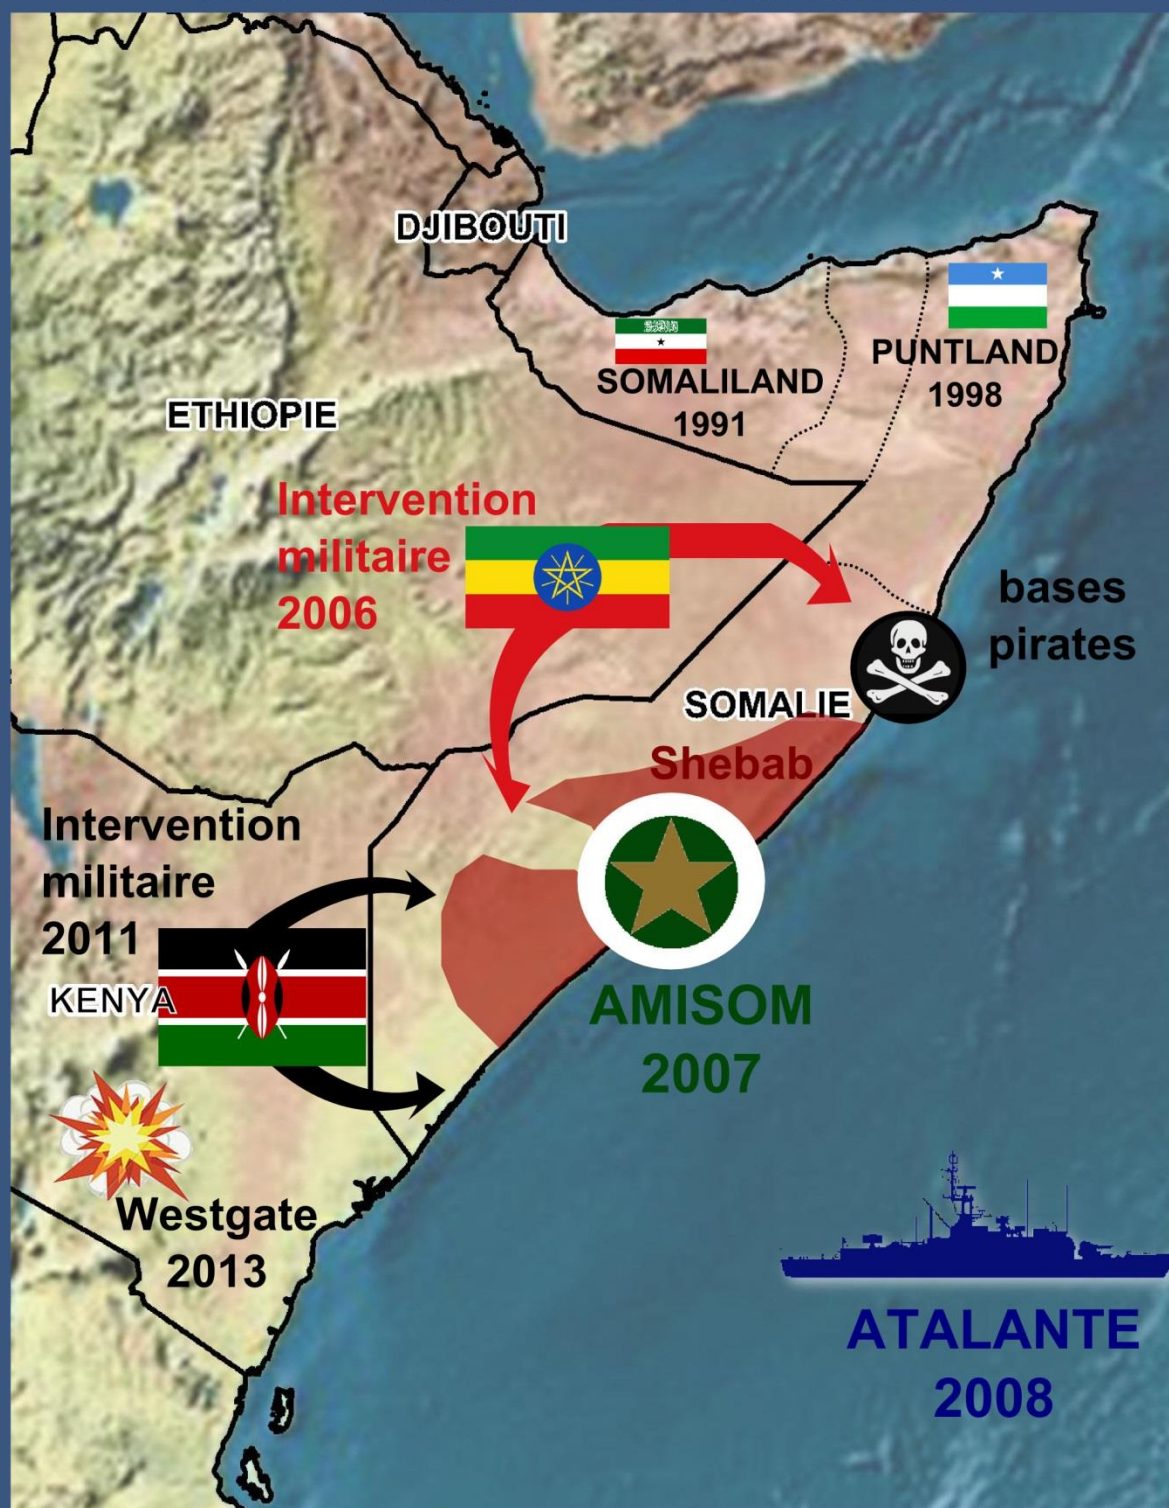 DJIBOUTI
SOMALILAND
1991
PUNTLAND
1998
ETHIOPIE
Intervention
militaire
2006
bases
pirates
SOMALIE
Shebab
Intervention
militaire
2011
KENYA
AMISOM
2007
Westgate
2013
ATALANTE
2008